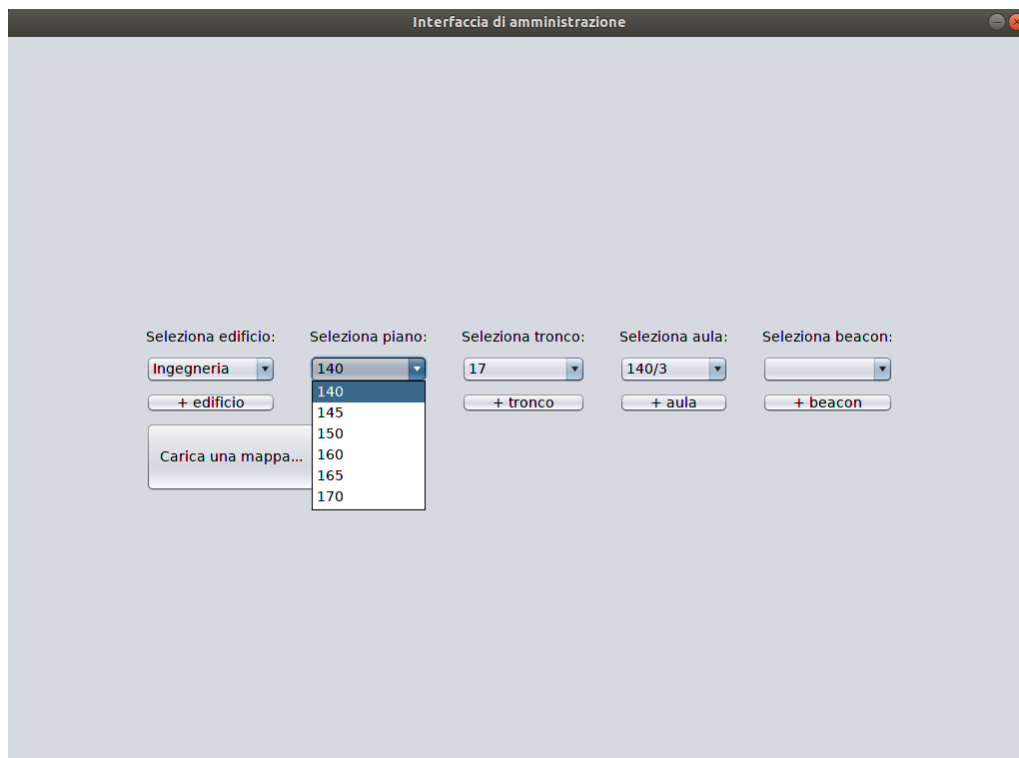 Interfaccia di amministrazione
Seleziona edificio: Seleziona piano: Seleziona tronco: Seleziona aula: Seleziona beacon:
Ingegneria 140 17 140/3
+ edificio 140 + tronco + aula + beacon
145
150
Carica una mappa... 160
165
170